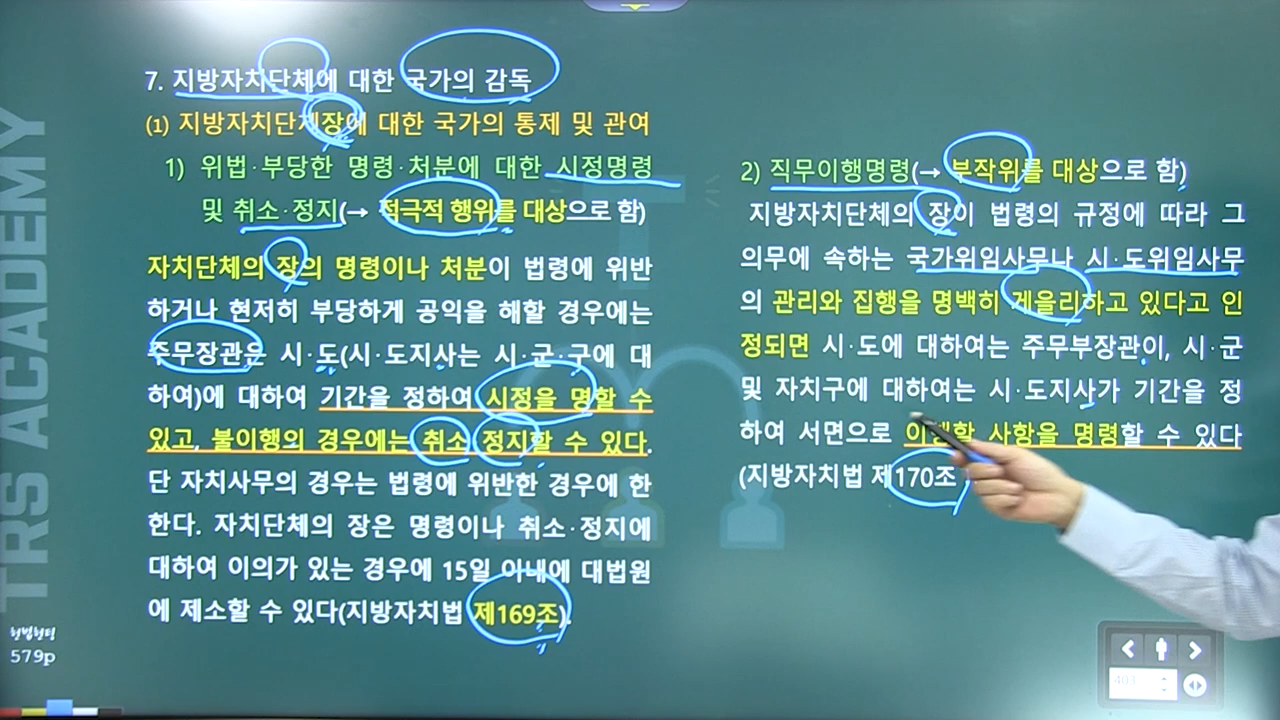 7. 지방자치단체에 대한 국가의 감독
(1) 지방자치단체장에 대한 국가의 통제 및 관여
1) 위법·부당한 명령·처분에 대한 시정명령
및 취소·정지(→ 적극적 행위를 대상으로 함)
자치단체의 장의 명령이나 처분이 법령에 위반
하거나 현저히 부당하게 공익을 해할 경우에는
주무장관은 시·도(시·도지사는 시·군·구에 대
하여)에 대하여 기간을 정하여 시정을 명할 수
있고, 불이행의 경우에는 취소 정지할 수 있다.
단 자치사무의 경우는 법령에 위반한 경우에 한
한다. 자치단체의 장은 명령이나 취소·정지에
대하여 이의가 있는 경우에 15일 이내에 대법원
에 제소할 수 있다(지방자치법 제169조).
2) 직무이행명령(→ 부작위를 대상으로 함)
지방자치단체의 장이 법령의 규정에 따라 그
의무에 속하는 국가위임사무나 시·도위임사무
의 관리와 집행을 명백히 게을리하고 있다고 인
정되면 시·도에 대하여는 주무부장관이, 시·군
및 자치구에 대하여는 시·도지사가 기간을 정
하여 서면으로 이행할 사항을 명령할 수 있다
(지방자치법 제170조
TRS ACADEMY
헌법헌터
579p
403